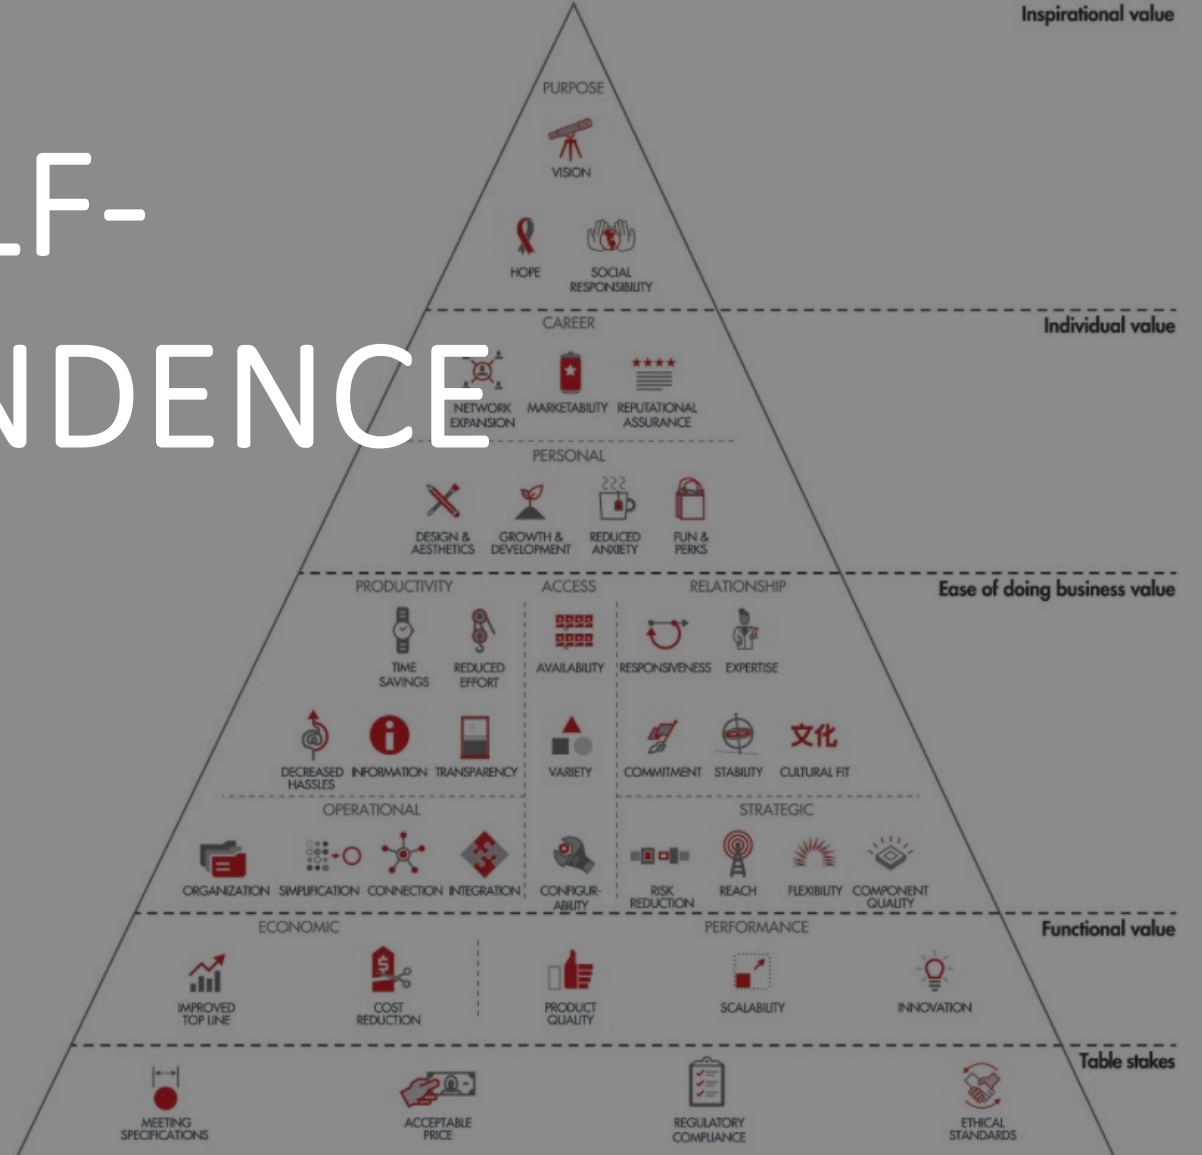 Inspirational value
PURPOSE
VISION
LF-
HOPE
SOCIAL
RESPONSIBILITY
Individual value
CAREER
NDENCE
NETWORK
EXPANSION
MARKETABILITY
REPUTATIONAL
ASSURANCE
PERSONAL
DESIGN &
AESTHETICS
GROWTH &
DEVELOPMENT
REDUCED
ANXIETY
FUN &
PERKS
Ease of doing business value
PRODUCTIVITY
ACCESS
RELATIONSHIP
TIME
SAVINGS
REDUCED
EFFORT
AVAILABILITY
RESPONSIVENESS
EXPERTISE
文化
DECREASED
HASSLES
INFORMATION
TRANSPARENCY
VARIETY
COMMITMENT
STABILITY
CULTURAL FIT
OPERATIONAL
STRATEGIC
ORGANIZATION
SIMPLIFICATION
CONNECTION
INTEGRATION
CONFIGUR-
ABILITY
RISK
REDUCTION
REACH
FLEXIBILITY
COMPONENT
QUALITY
Functional value
ECONOMIC
PERFORMANCE
IMPROVED
TOP LINE
COST
REDUCTION
PRODUCT
QUALITY
SCALABILITY
INNOVATION
Table stakes
MEETING
SPECIFICATIONS
ACCEPTABLE
PRICE
REGULATORY
COMPLIANCE
ETHICAL
STANDARDS